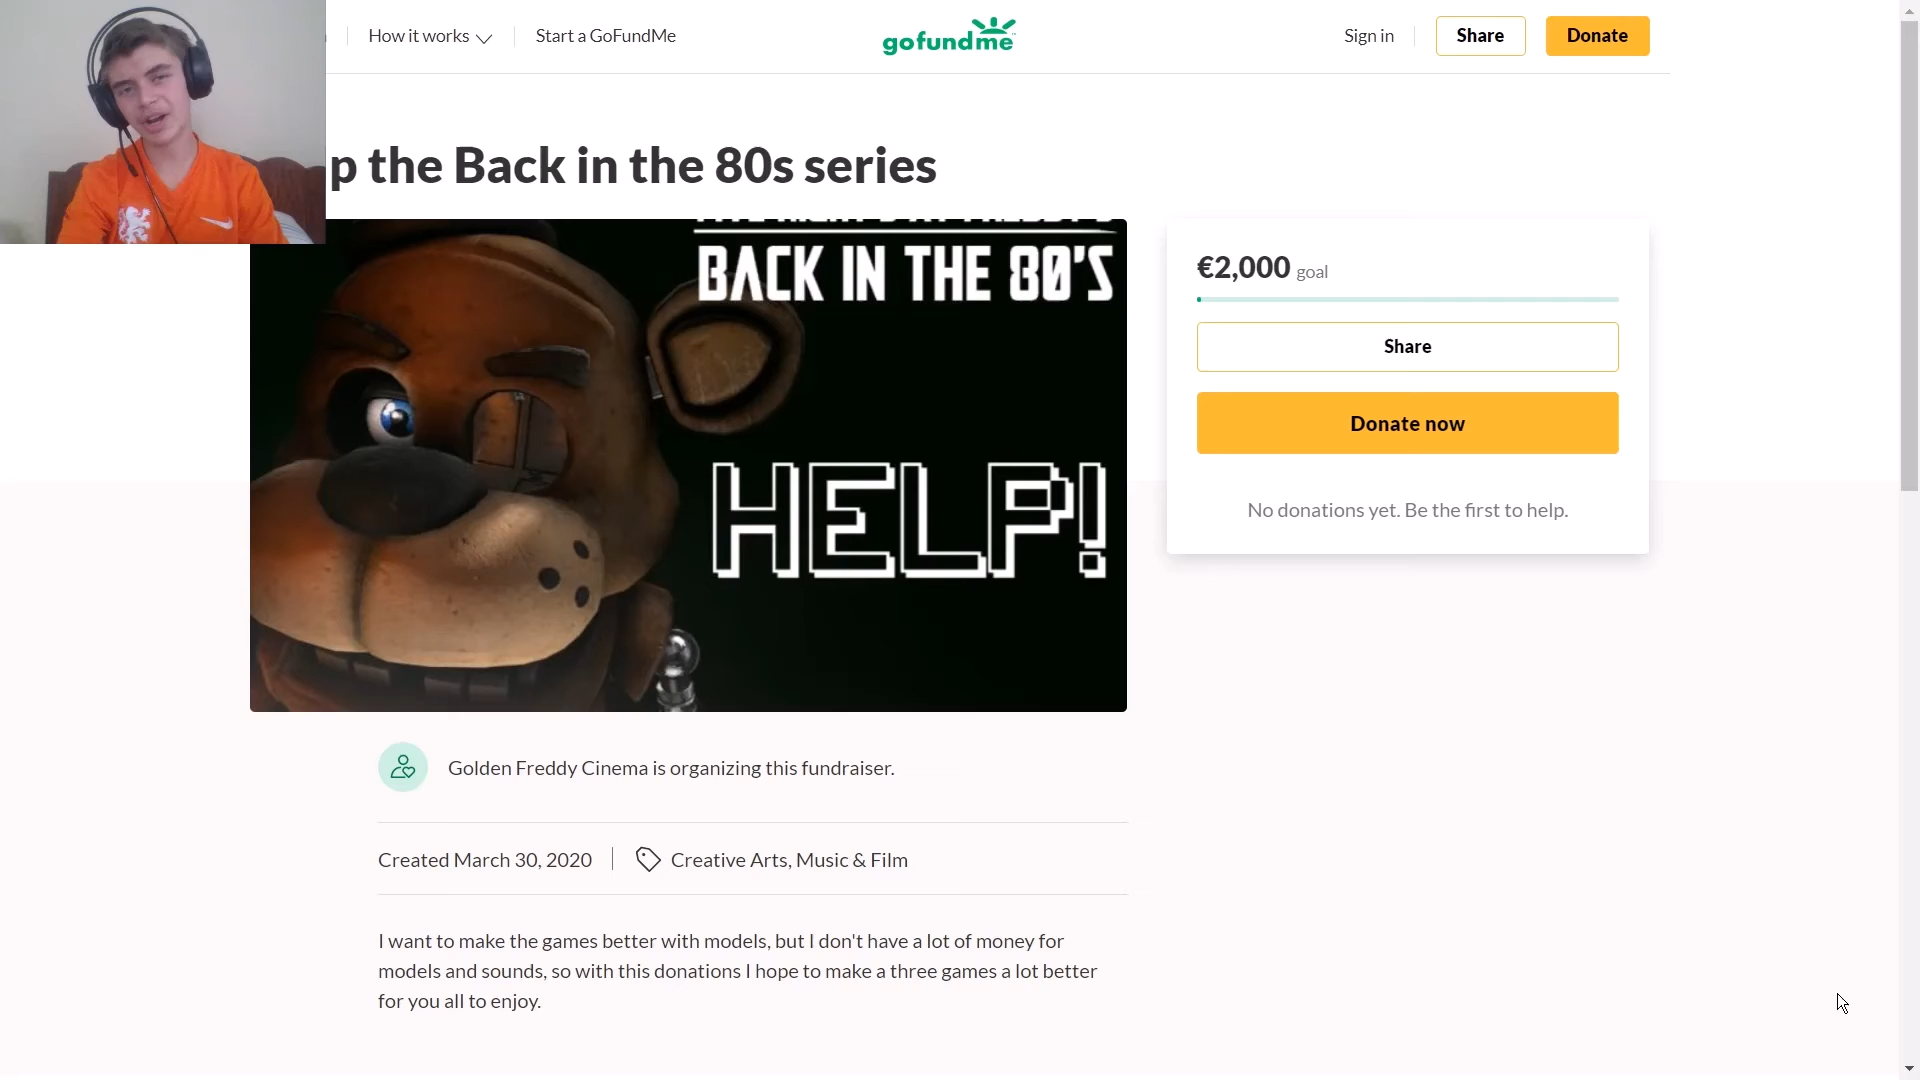 How it works
Start a GoFundMe
gofundme
Sign in
Share
Donate
p the Back in the 80s series
BACK IN THE 80'S
HELP!
€2,000 goal
Share
Donate now
No donations yet. Be the first to help.
Golden Freddy Cinema is organizing this fundraiser.
Created March 30, 2020
Creative Arts, Music & Film
I want to make the games better with models, but I don't have a lot of money for
models and sounds, so with this donations I hope to make a three games a lot better
for you all to enjoy.